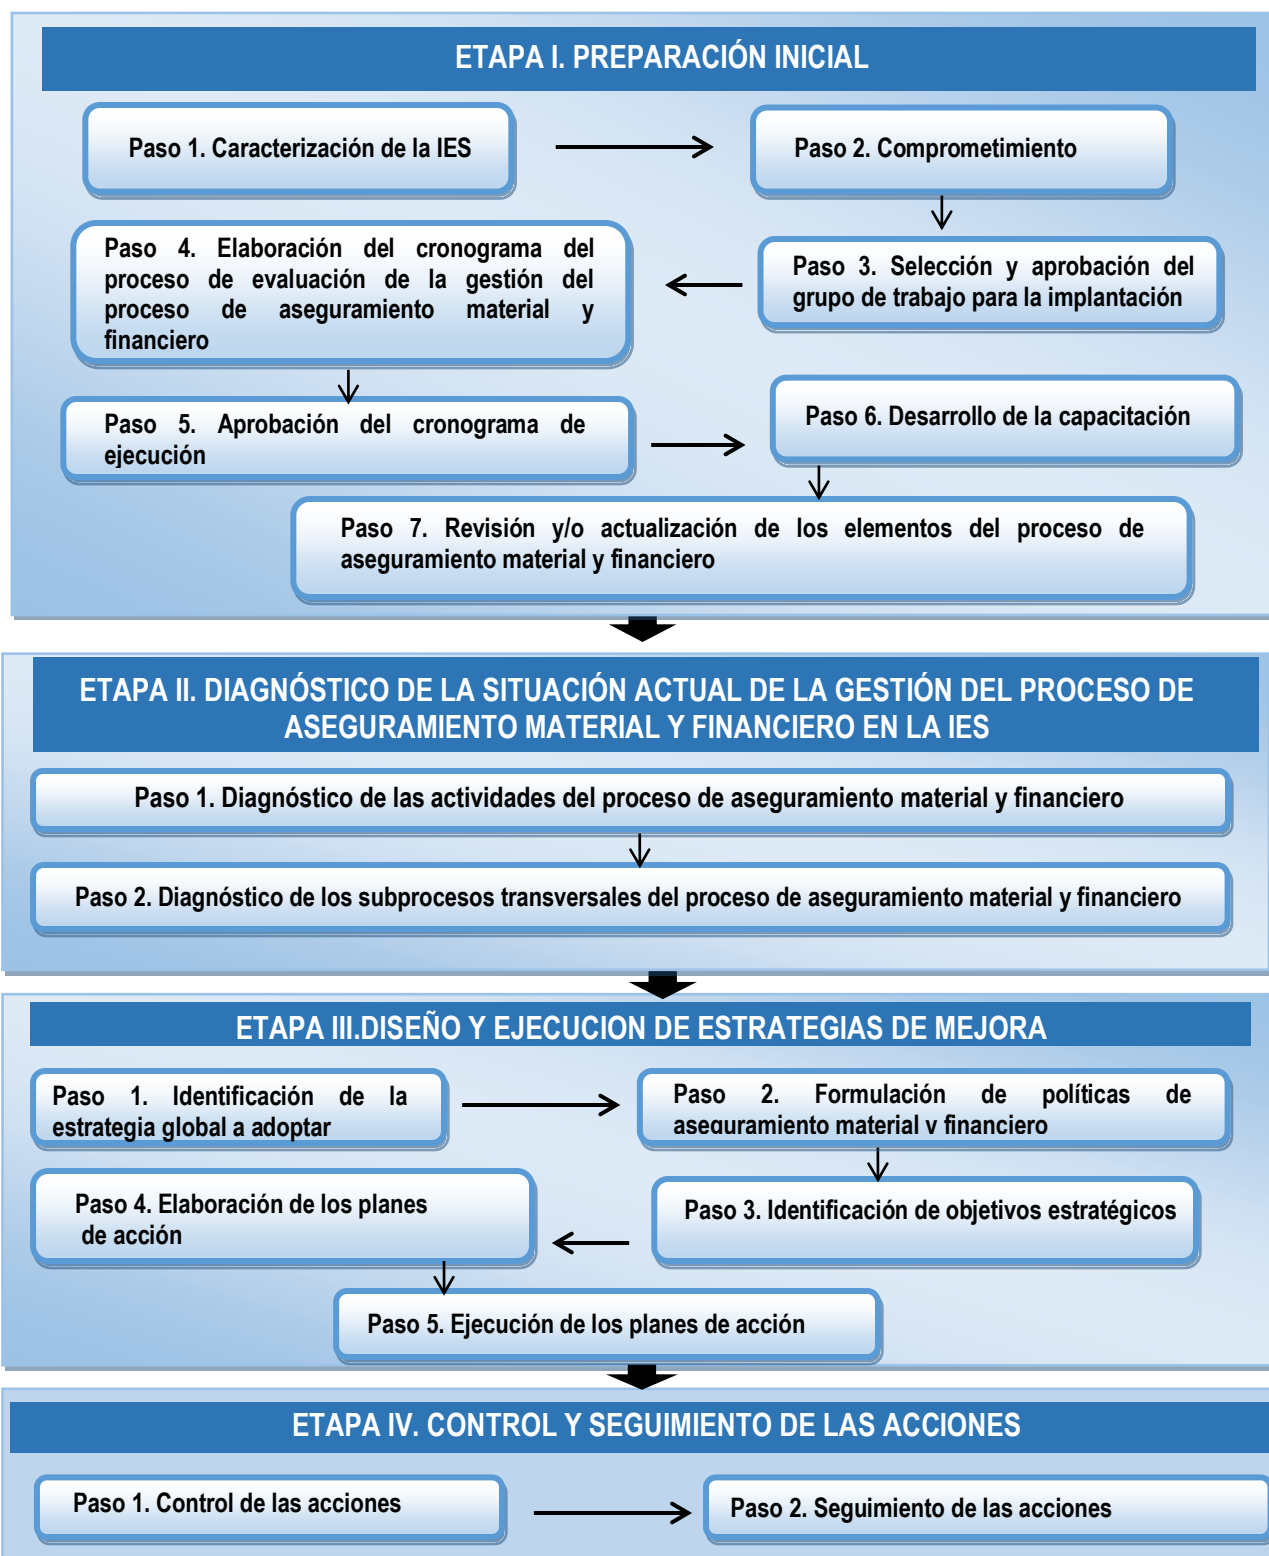 ETAPA I. PREPARACIÓN INICIAL
Paso 1. Caracterización de la IES
Paso 2. Comprometimiento
Paso 3. Selección y aprobación del
grupo de trabajo para la implantación
Paso 4. Elaboración del cronograma del
proceso de evaluación de la gestión del
proceso de aseguramiento material y
financiero
Paso 5. Aprobación del cronograma de
ejecución
Paso 6. Desarrollo de la capacitación
Paso 7. Revisión y/o actualización de los elementos del proceso de
aseguramiento material y financiero
ETAPA II. DIAGNÓSTICO DE LA SITUACIÓN ACTUAL DE LA GESTIÓN DEL PROCESO DE
ASEGURAMIENTO MATERIAL Y FINANCIERO EN LA IES
Paso 1. Diagnóstico de las actividades del proceso de aseguramiento material y financiero
Paso 2. Diagnóstico de los subprocesos transversales del proceso de aseguramiento material y financiero
ETAPA III.DISEÑO Y EJECUCION DE ESTRATEGIAS DE MEJORA
Paso 1. Identificación de la
estrategia global a adoptar
Paso 2. Formulación de políticas de
aseguramiento material y financiero
Paso 3. Identificación de objetivos estratégicos
Paso 4. Elaboración de los planes
de acción
Paso 5. Ejecución de los planes de acción
ETAPA IV. CONTROL Y SEGUIMIENTO DE LAS ACCIONES
Paso 1. Control de las acciones
Paso 2. Seguimiento de las acciones